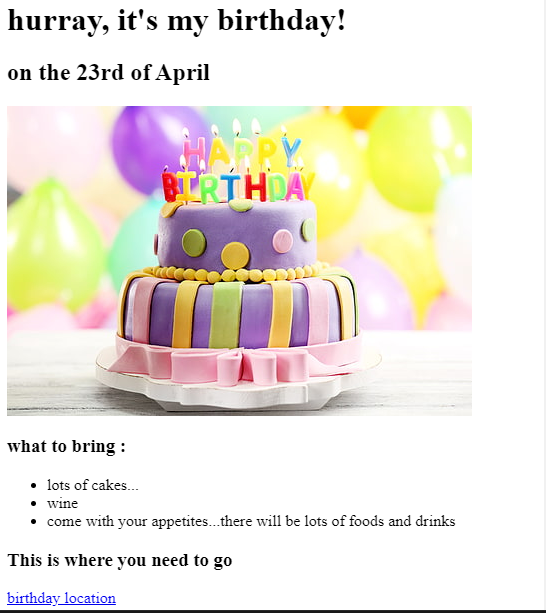 hurray, it's my birthday!
on the 23rd of April
HAPPY
BIRTHDAY
what to bring :
lots of cakes...
wine
come with your appetites...there will be lots of foods and drinks
This is where you need to go
birthday location